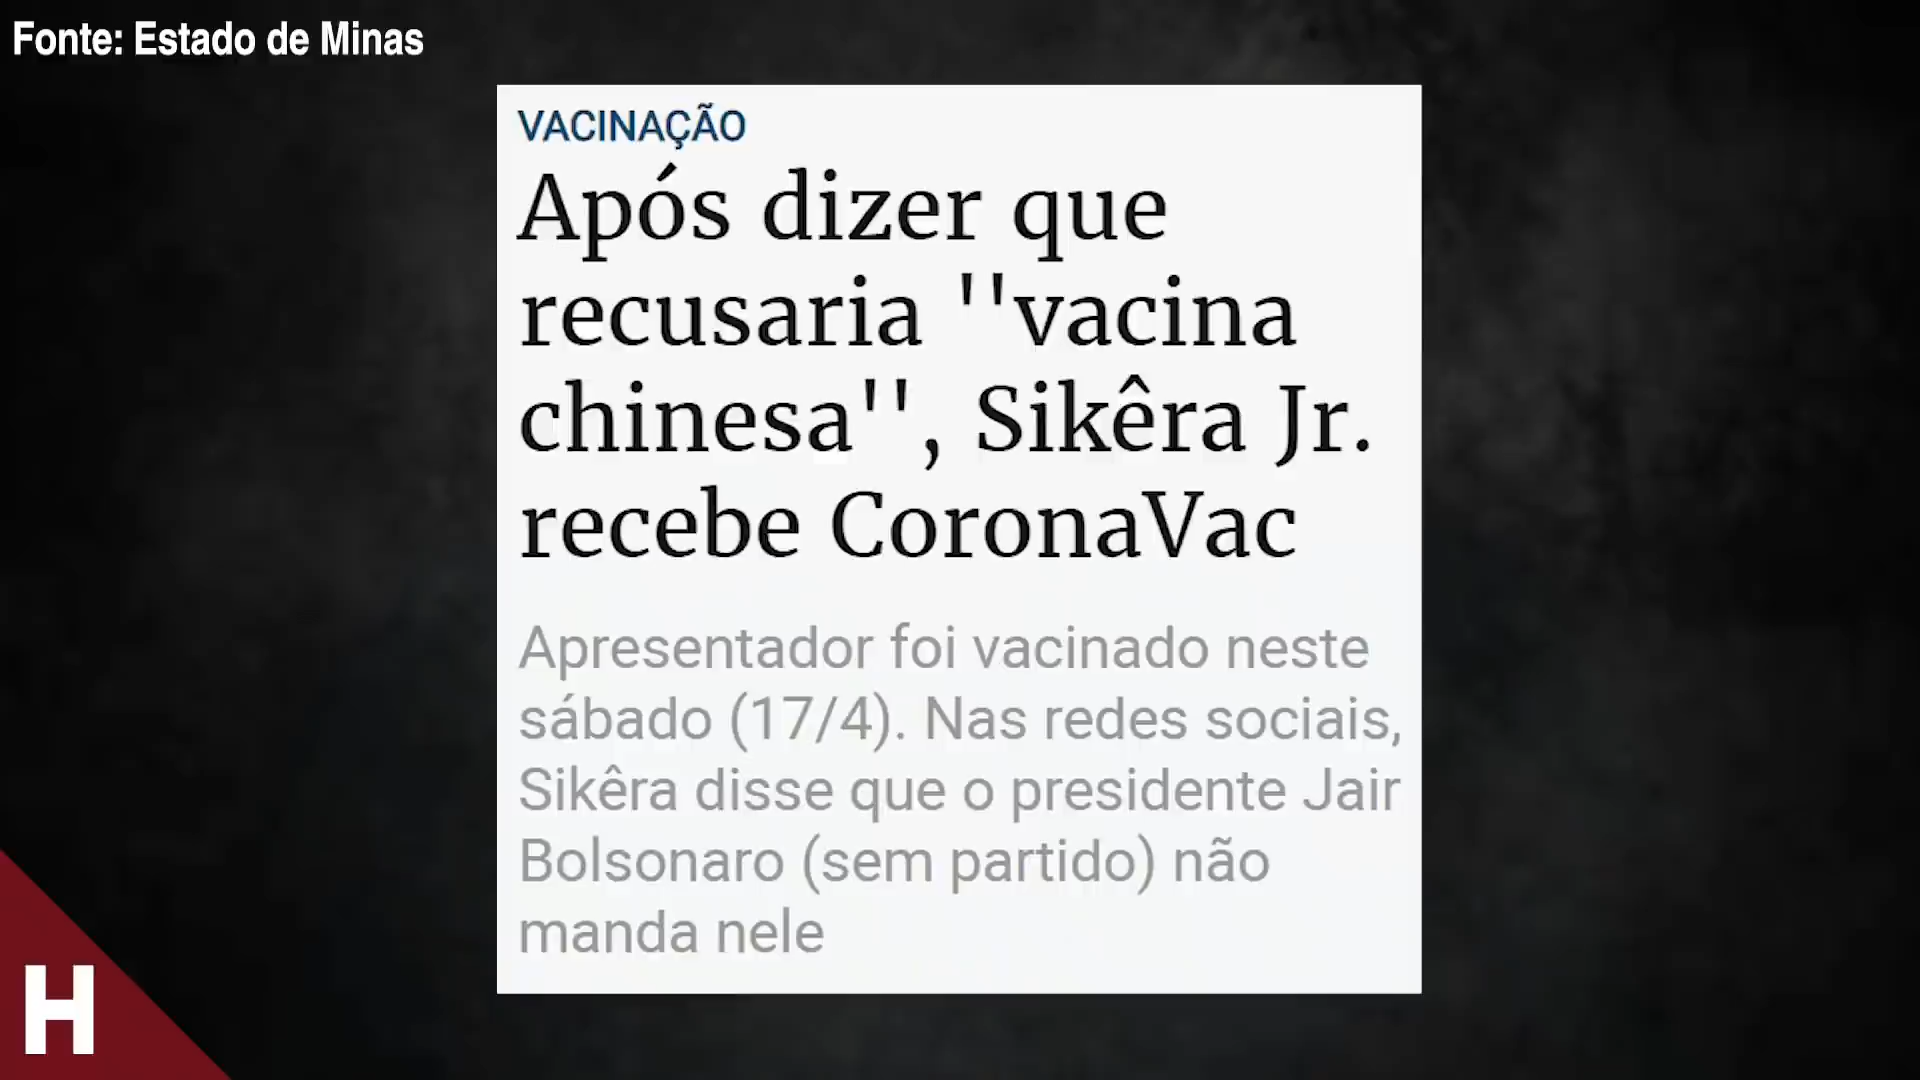 Fonte: Estado de Minas
VACINAÇÃO
Após dizer que
recusaria ''vacina
chinesa'', Sikêra Jr.
recebe CoronaVac
Apresentador foi vacinado neste
sábado (17/4). Nas redes sociais,
Sikêra disse que o presidente Jair
Bolsonaro (sem partido) não
manda nele
H